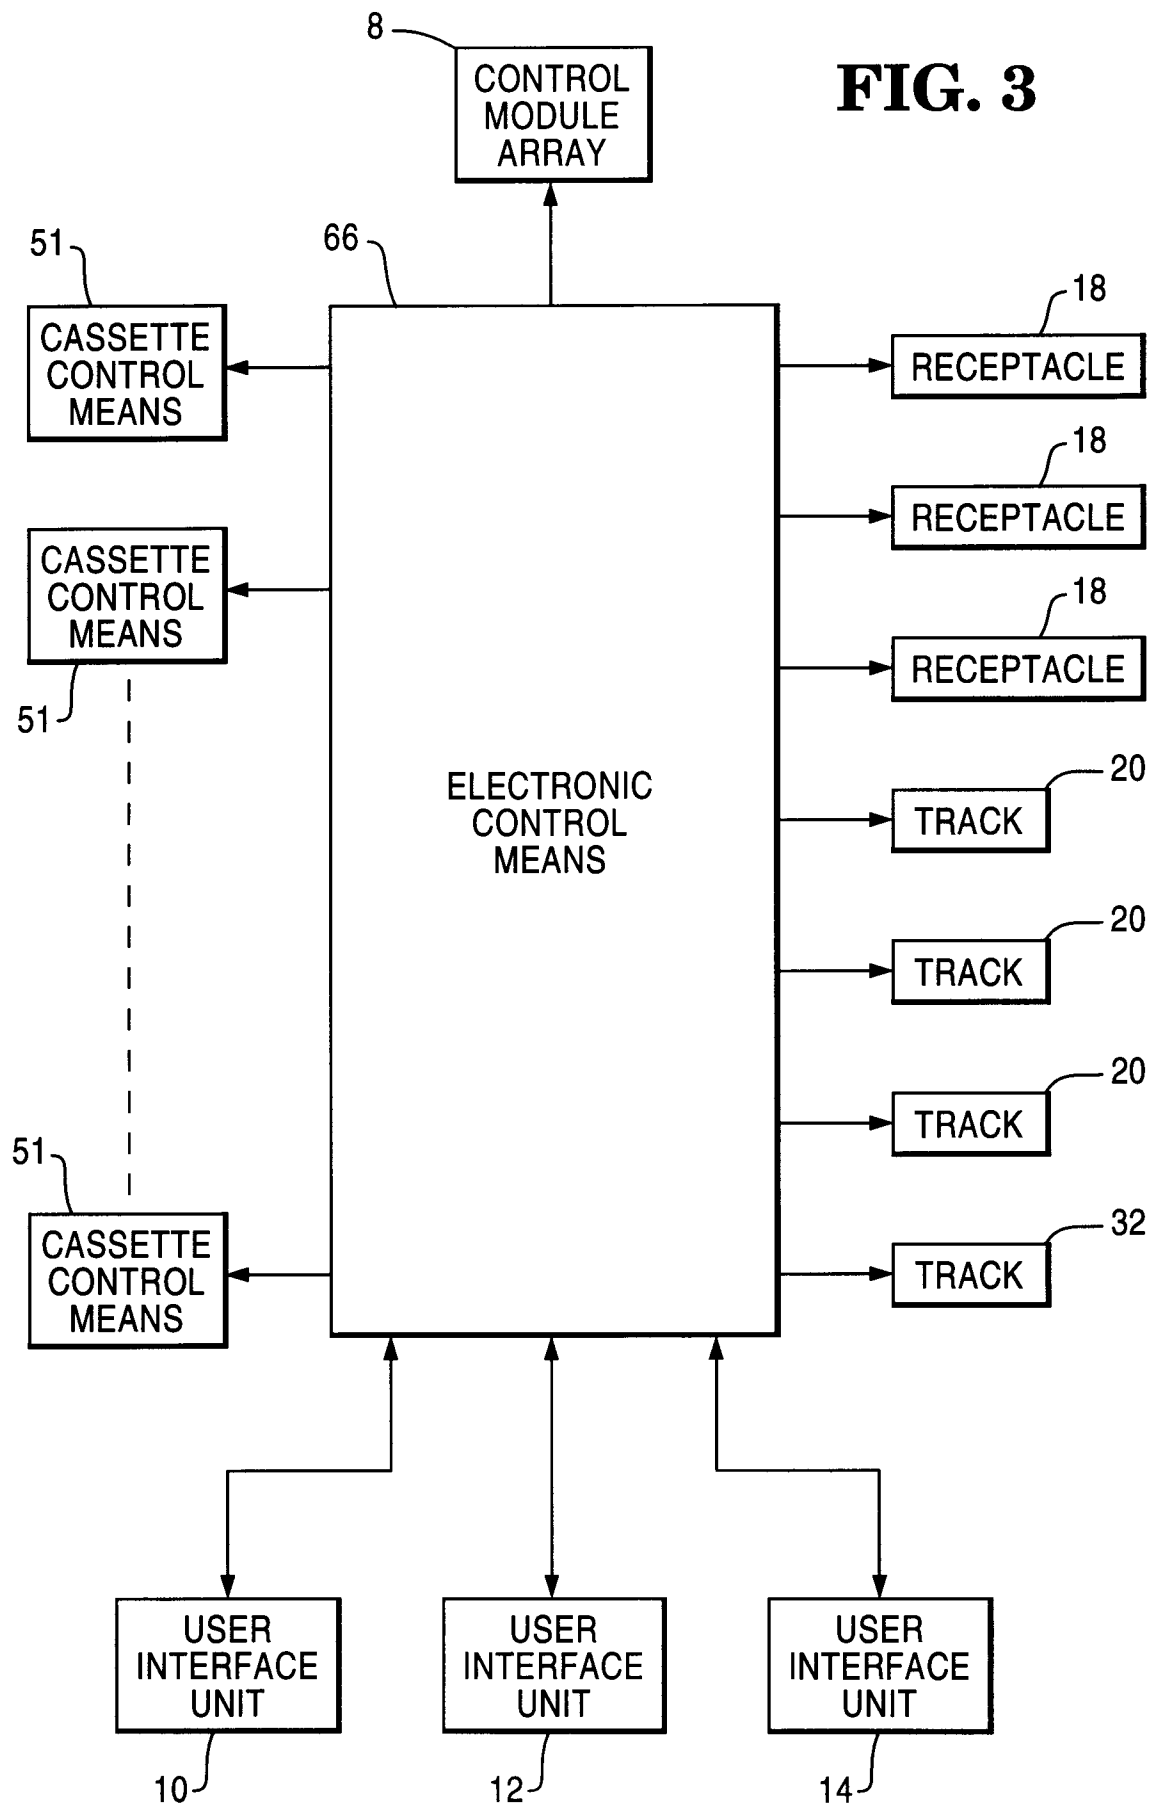 8
CONTROL
MODULE
ARRAY
FIG. 3
51
66
18
CASSETTE
CONTROL
MEANS
RECEPTACLE
18
RECEPTACLE
CASSETTE
CONTROL
MEANS
51
18
RECEPTACLE
ELECTRONIC
CONTROL
MEANS
20
TRACK
20
TRACK
20
TRACK
51
CASSETTE
CONTROL
MEANS
32
TRACK
USER
INTERFACE
UNIT
10
USER
INTERFACE
UNIT
12
USER
INTERFACE
UNIT
14